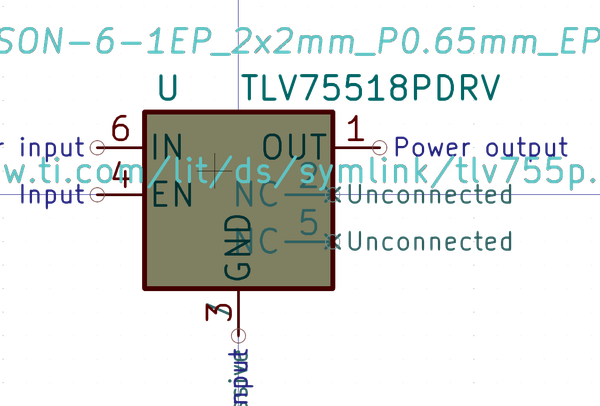 SON-6-1EP_2x2mm_P0.65mm_EP
U TLV75518PDRV
6 IN OUT 1 Power output
input
w.ti.com/lit/ds/symlink/tlv755p.
4 EN NC 2 Unconnected
Input
NC 5 Unconnected
GND
3